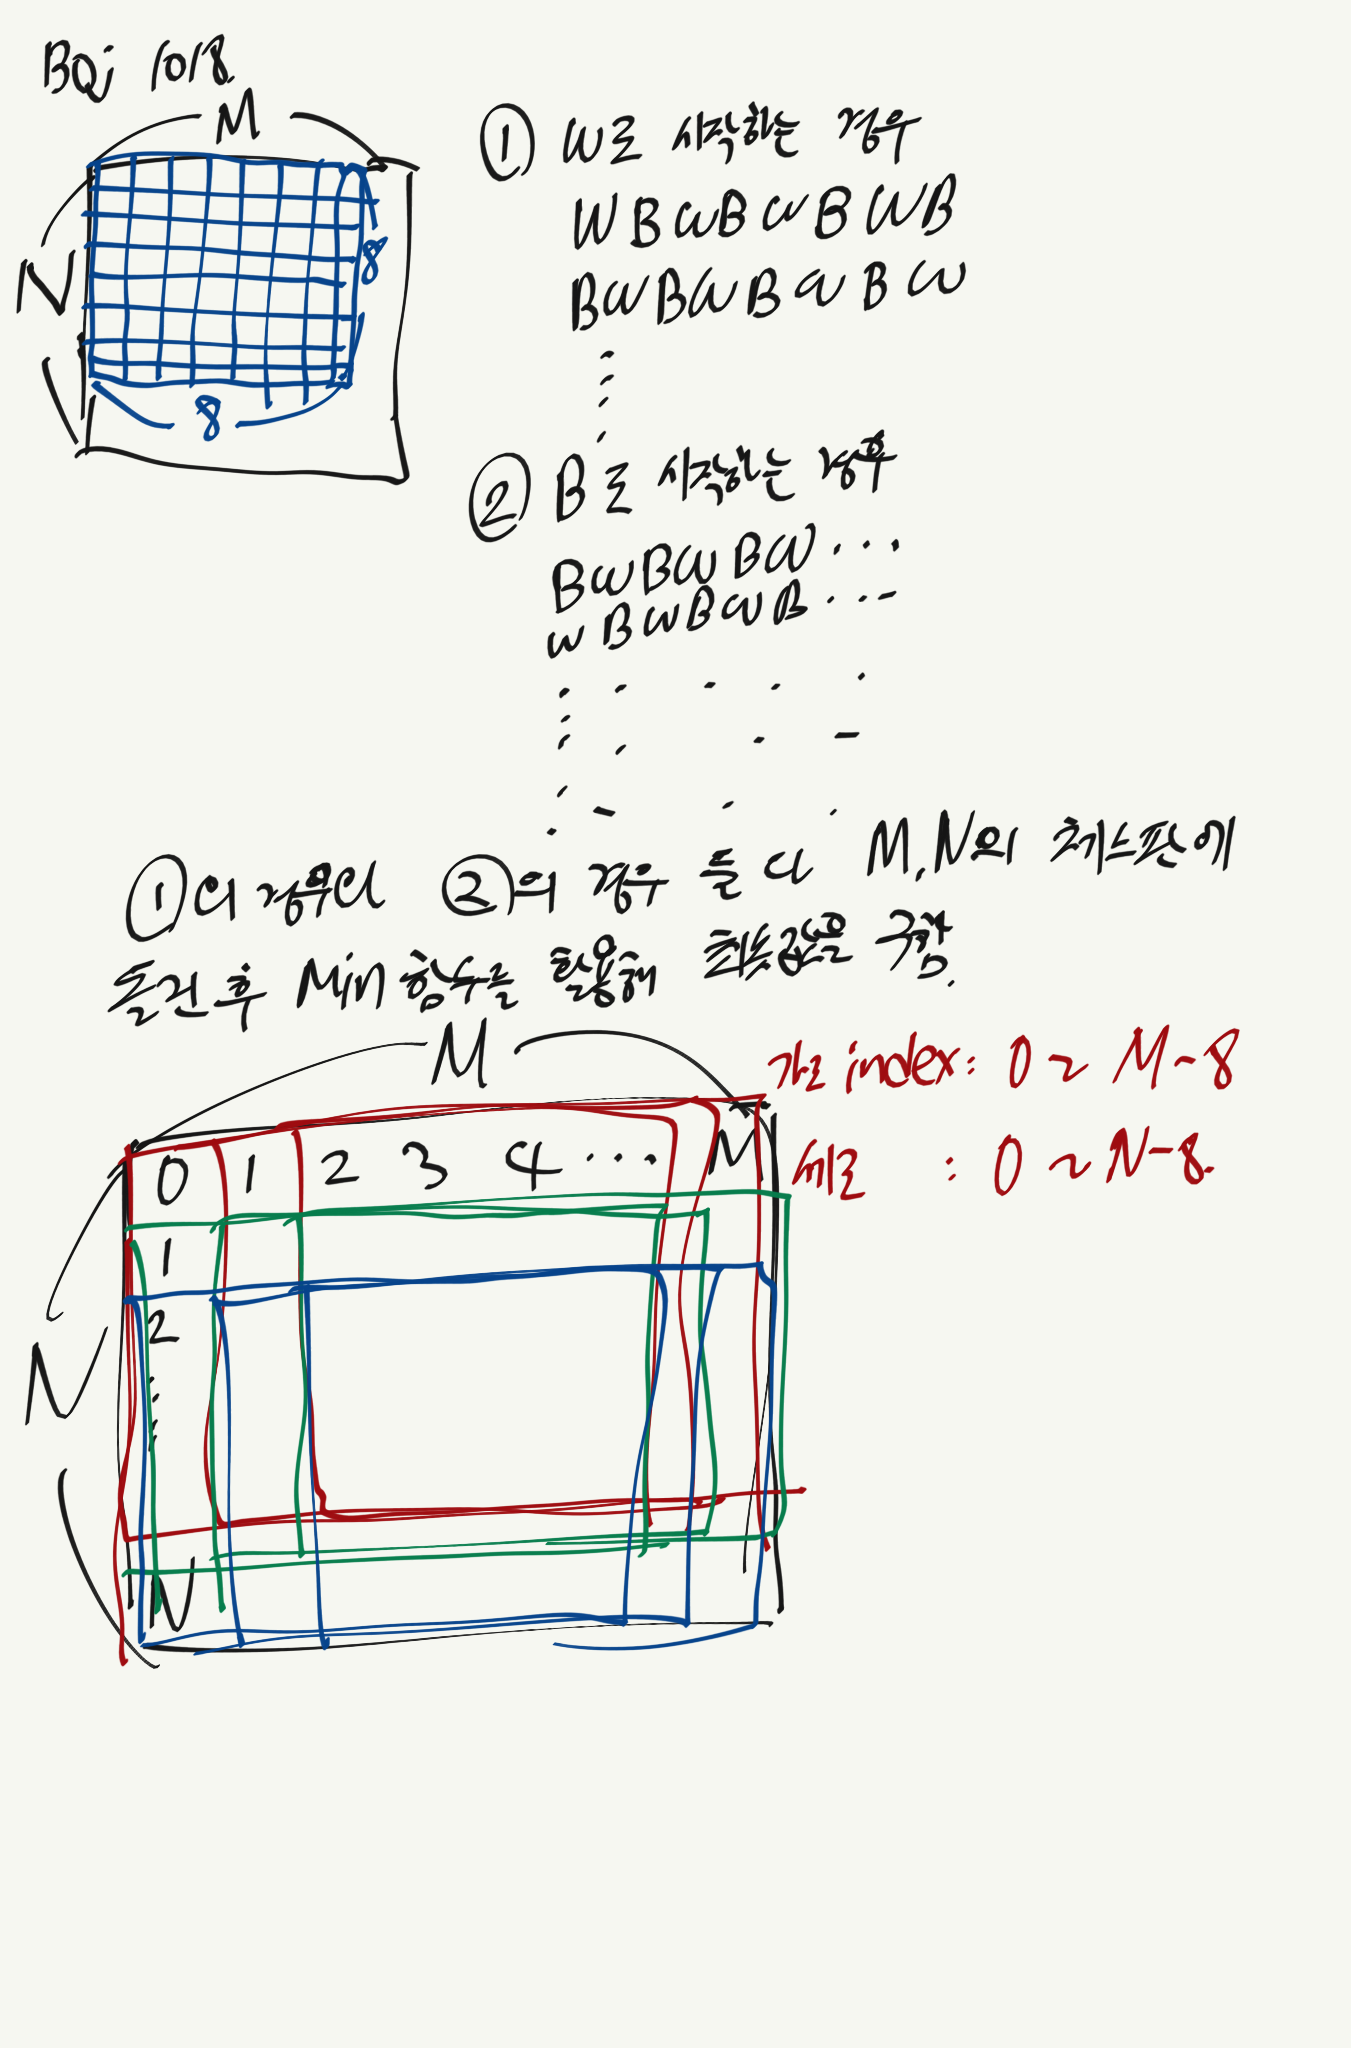 BOj 1018.
M
N
8
8
① W로 시작하는 경우
WBWBWBWB
BWBWBWBW
② B로 시작하는 경우
BWBWBW...
WBWBWB...
①의 경우와 ②의 경우 둘 다 M,N의 체스판에
돌린 후 Min 함수를 활용해 최솟값을 구함.
M
가로 index: 0 ~ M-8
세로 : 0 ~ N-8.
0 1 2 3 4 ... M
1
2
N
N